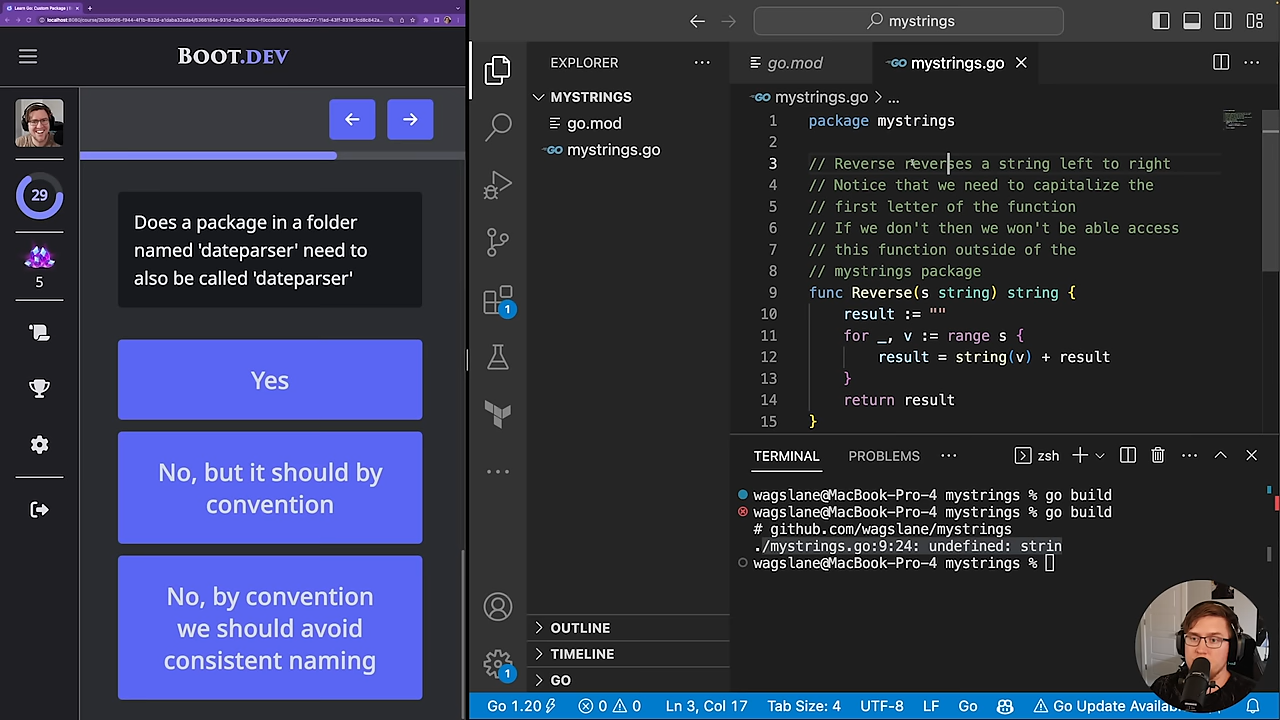 Learn Go: Custom Package
BOOT.DEV
29
5
Does a package in a folder
named 'dateparser' need to
also be called 'dateparser'
Yes
No, but it should by
convention
No, by convention
we should avoid
consistent naming
mystrings
EXPLORER
MYSTRINGS
go.mod
mystrings.go
1
OUTLINE
TIMELINE
GO
1
go.mod
mystrings.go
mystrings.go > ...
1 package mystrings
2
3 // Reverse reverses a string left to right
4 // Notice that we need to capitalize the
5 // first letter of the function
6 // If we don't then we won't be able access
7 // this function outside of the
8 // mystrings package
9 func Reverse(s string) string {
10 result := ""
11 for _, v := range s {
12 result = string(v) + result
13 }
14 return result
15 }
TERMINAL PROBLEMS ... zsh
wagslane@MacBook-Pro-4 mystrings % go build
wagslane@MacBook-Pro-4 mystrings % go build
# github.com/wagslane/mystrings
./mystrings.go:9:24: undefined: strin
wagslane@MacBook-Pro-4 mystrings %
Go 1.20 0 0 Ln 3, Col 17 Tab Size: 4 UTF-8 LF Go Go Update Available